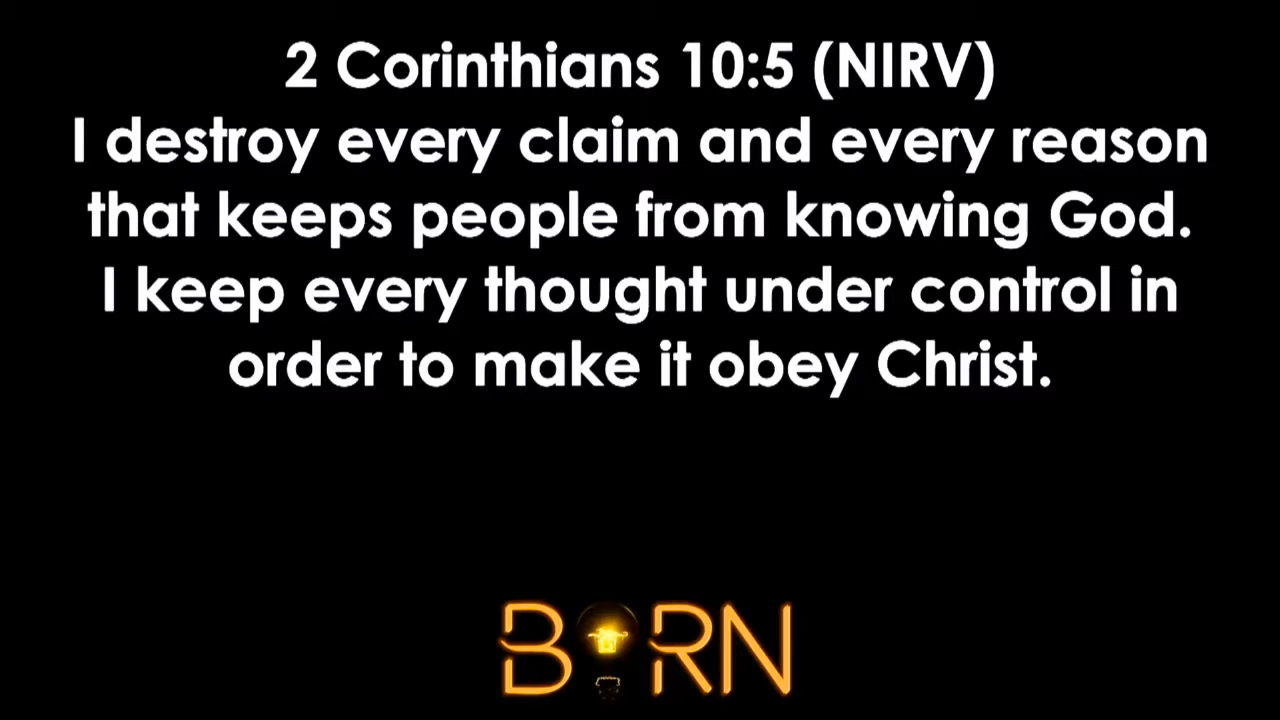 2 Corinthians 10:5 (NIRV)
I destroy every claim and every reason
that keeps people from knowing God.
I keep every thought under control in
order to make it obey Christ.
BORN